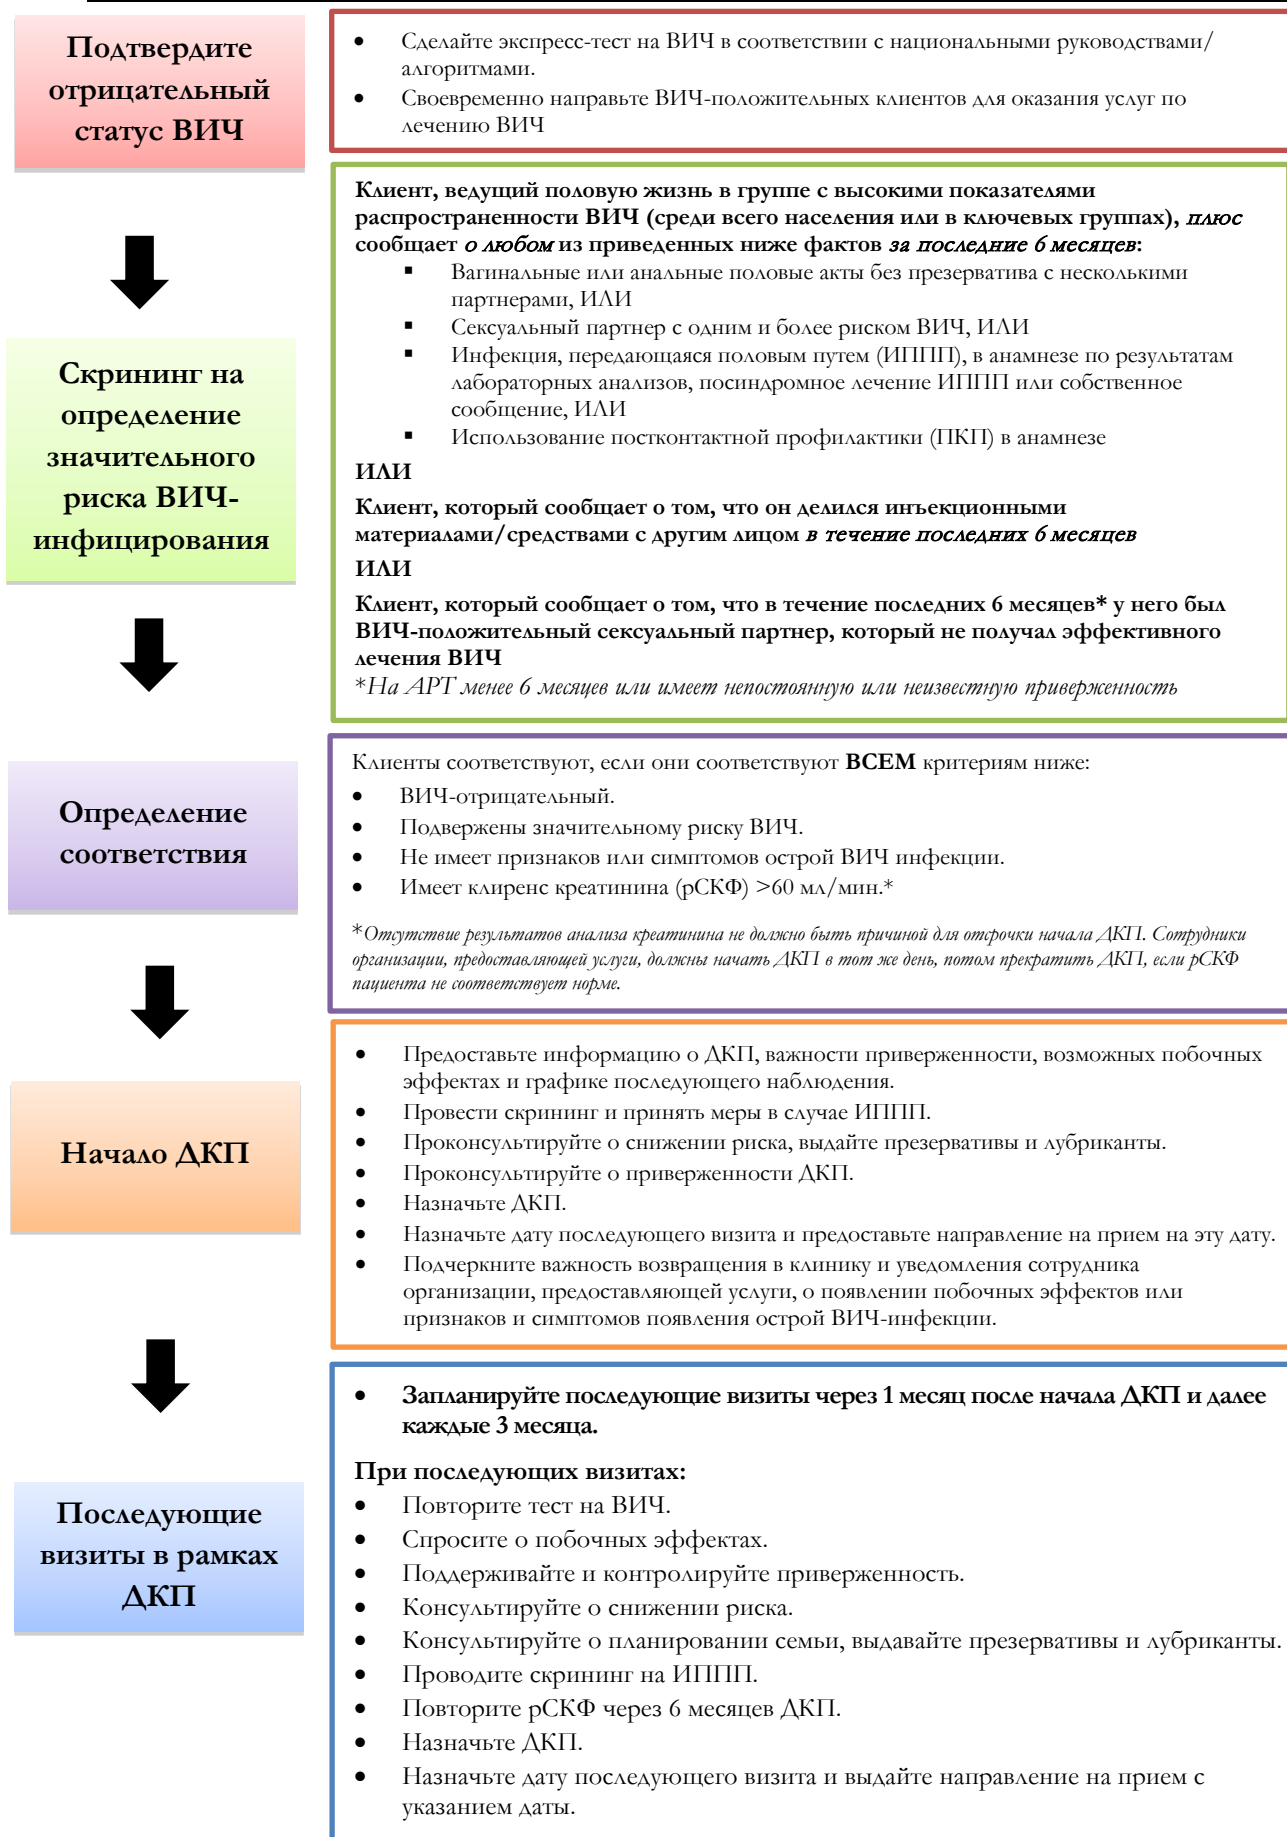 Подтвердите
отрицательный
статус ВИЧ
• Сделайте экспресс-тест на ВИЧ в соответствии с национальными руководствами/
алгоритмами.
• Своевременно направьте ВИЧ-положительных клиентов для оказания услуг по
лечению ВИЧ
Скрининг на
определение
значительного
риска ВИЧ-
инфицирования
Клиент, ведущий половую жизнь в группе с высокими показателями
распространенности ВИЧ (среди всего населения или в ключевых группах), плюс
сообщает о любом из приведенных ниже фактов за последние 6 месяцев:
▪ Вагинальные или анальные половые акты без презерватива с несколькими
партнерами, ИЛИ
▪ Сексуальный партнер с одним и более риском ВИЧ, ИЛИ
▪ Инфекция, передающаяся половым путем (ИППП), в анамнезе по результатам
лабораторных анализов, посиндромное лечение ИППП или собственное
сообщение, ИЛИ
▪ Использование постконтактной профилактики (ПКП) в анамнезе
ИЛИ
Клиент, который сообщает о том, что он делился инъекционными
материалами/средствами с другим лицом в течение последних 6 месяцев
ИЛИ
Клиент, который сообщает о том, что в течение последних 6 месяцев* у него был
ВИЧ-положительный сексуальный партнер, который не получал эффективного
лечения ВИЧ
*На АРТ менее 6 месяцев или имеет непостоянную или неизвестную приверженность
Определение
соответствия
Клиенты соответствуют, если они соответствуют ВСЕМ критериям ниже:
• ВИЧ-отрицательный.
• Подвержены значительному риску ВИЧ.
• Не имеет признаков или симптомов острой ВИЧ инфекции.
• Имеет клиренс креатинина (рСКФ) >60 мл/мин.*
*Отсутствие результатов анализа креатинина не должно быть причиной для отсрочки начала ДКП. Сотрудники
организации, предоставляющей услуги, должны начать ДКП в тот же день, потом прекратить ДКП, если рСКФ
пациента не соответствует норме.
Начало ДКП
• Предоставьте информацию о ДКП, важности приверженности, возможных побочных
эффектах и графике последующего наблюдения.
• Провести скрининг и принять меры в случае ИППП.
• Проконсультируйте о снижении риска, выдайте презервативы и лубриканты.
• Проконсультируйте о приверженности ДКП.
• Назначьте ДКП.
• Назначьте дату последующего визита и предоставьте направление на прием на эту дату.
• Подчеркните важность возвращения в клинику и уведомления сотрудника
организации, предоставляющей услуги, о появлении побочных эффектов или
признаков и симптомов появления острой ВИЧ-инфекции.
Последующие
визиты в рамках
ДКП
• Запланируйте последующие визиты через 1 месяц после начала ДКП и далее
каждые 3 месяца.
При последующих визитах:
• Повторите тест на ВИЧ.
• Спросите о побочных эффектах.
• Поддерживайте и контролируйте приверженность.
• Консультируйте о снижении риска.
• Консультируйте о планировании семьи, выдавайте презервативы и лубриканты.
• Проводите скрининг на ИППП.
• Повторите рСКФ через 6 месяцев ДКП.
• Назначьте ДКП.
• Назначьте дату последующего визита и выдайте направление на прием с
указанием даты.